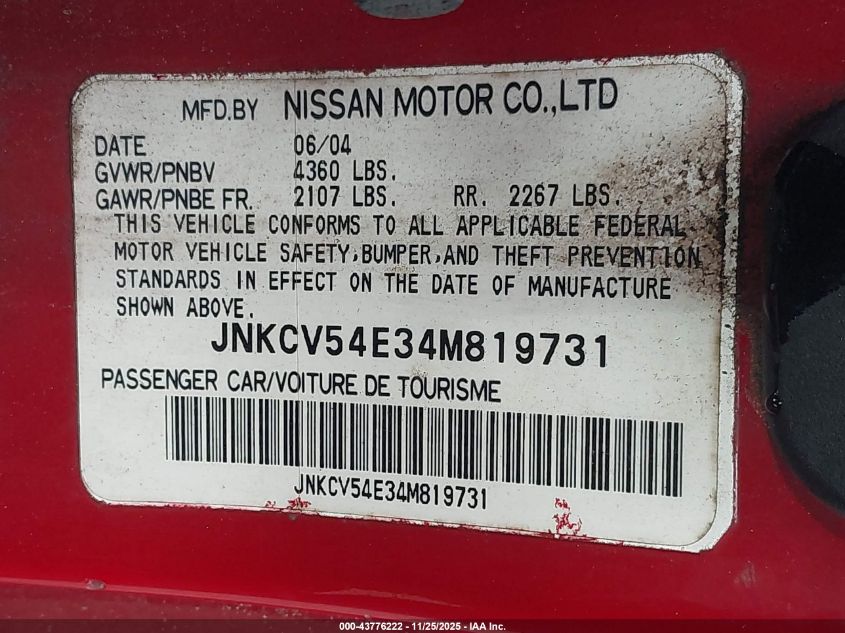 MFD.BY NISSAN MOTOR CO.,LTD
DATE 06/04
GVWR/PNBV 4360 LBS.
GAWR/PNBE FR. 2107 LBS. RR. 2267 LBS.
THIS VEHICLE CONFORMS TO ALL APPLICABLE FEDERAL
MOTOR VEHICLE SAFETY,BUMPER,AND THEFT PREVENTION
STANDARDS IN EFFECT ON THE DATE OF MANUFACTURE
SHOWN ABOVE.
JNKCV54E34M819731
PASSENGER CAR/VOITURE DE TOURISME
JNKCV54E34M819731
000-43776222 - 11/25/2025 - IAA Inc.